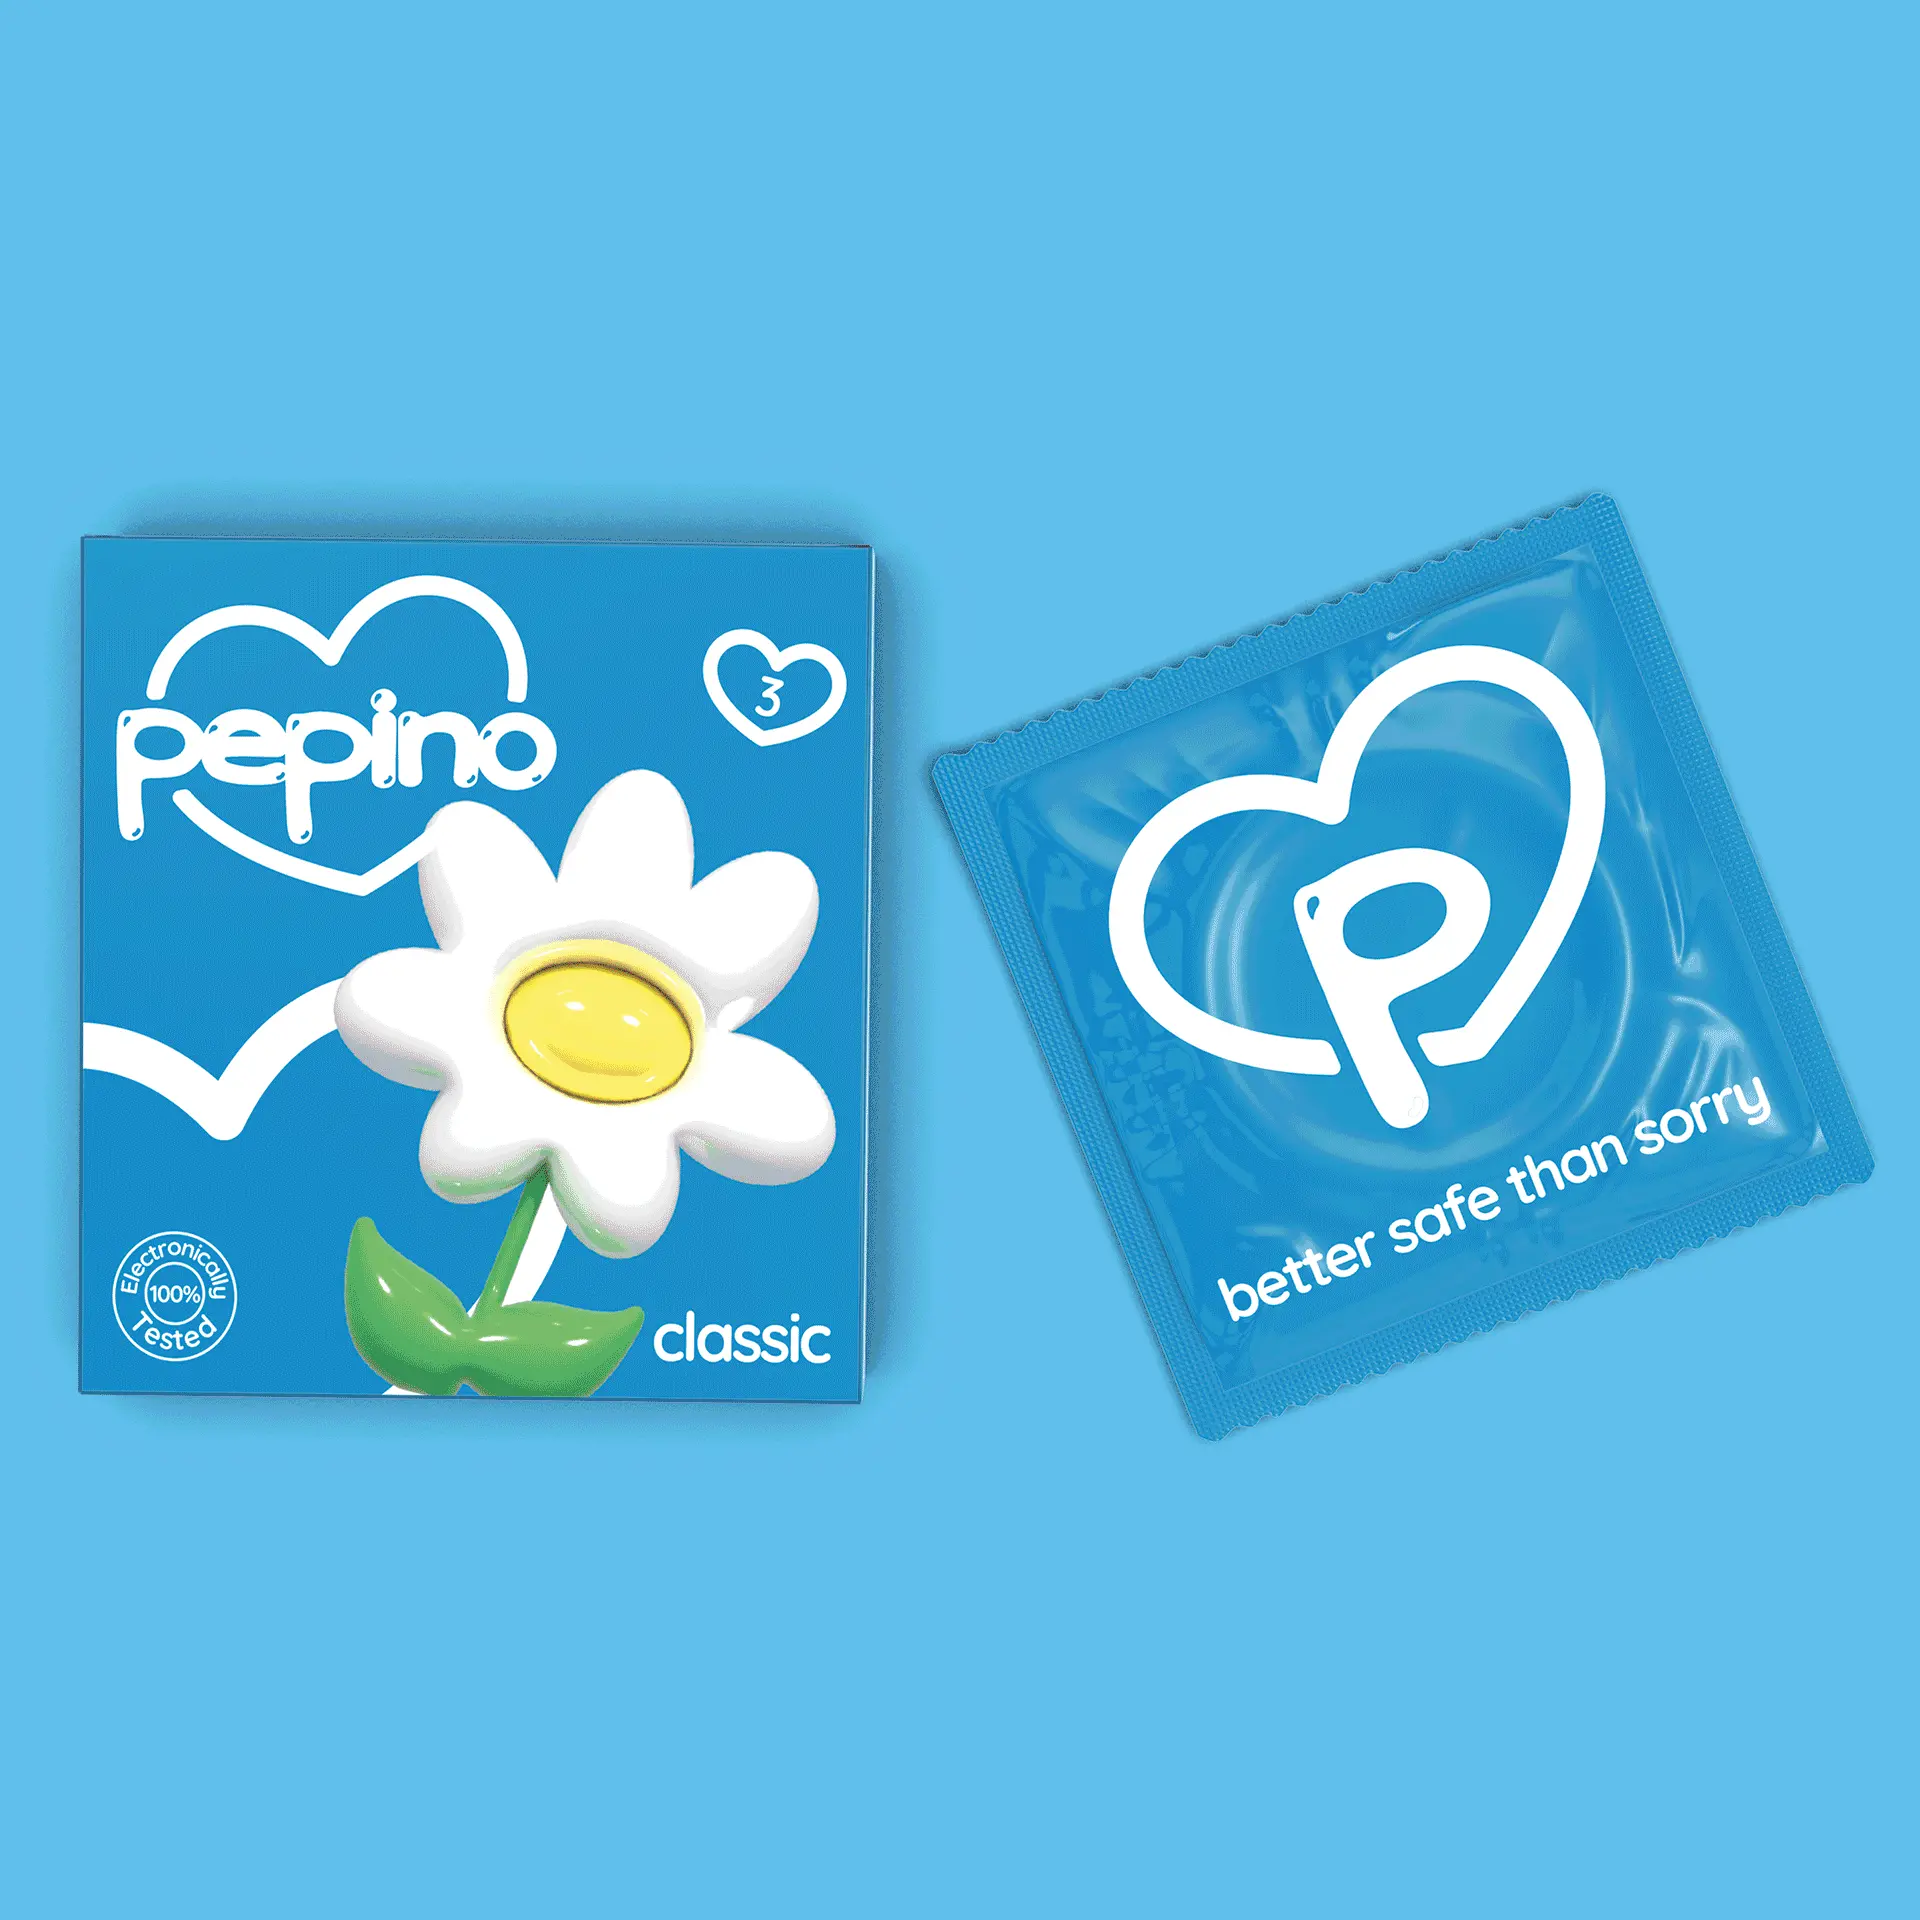 pepino
3
Electronically
100%
Tested
classic
P
better safe than sorry